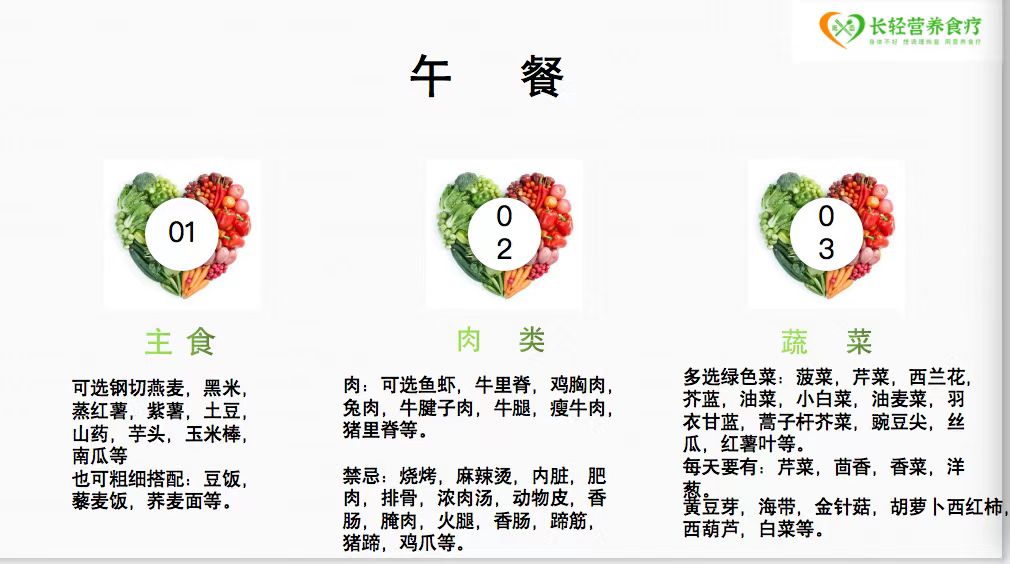 长轻营养食疗
身体不好 想调理恢复 用营养食疗
午 餐
01
主食
可选钢切燕麦，黑米，
蒸红薯，紫薯，土豆，
山药，芋头，玉米棒，
南瓜等
也可粗细搭配：豆饭，
藜麦饭，荞麦面等。
0
2
肉 类
肉：可选鱼虾，牛里脊，鸡胸肉，
兔肉，牛腱子肉，牛腿，瘦牛肉，
猪里脊等。
禁忌：烧烤，麻辣烫，内脏，肥
肉，排骨，浓肉汤，动物皮，香
肠，腌肉，火腿，香肠，蹄筋，
猪蹄，鸡爪等。
0
3
蔬 菜
多选绿色菜：菠菜，芹菜，西兰花，
芥蓝，油菜，小白菜，油麦菜，羽
衣甘蓝，蒿子杆芥菜，豌豆尖，丝
瓜，红薯叶等。
每天要有：芹菜，茴香，香菜，洋
葱。
黄豆芽，海带，金针菇，胡萝卜西红柿，
西葫芦，白菜等。